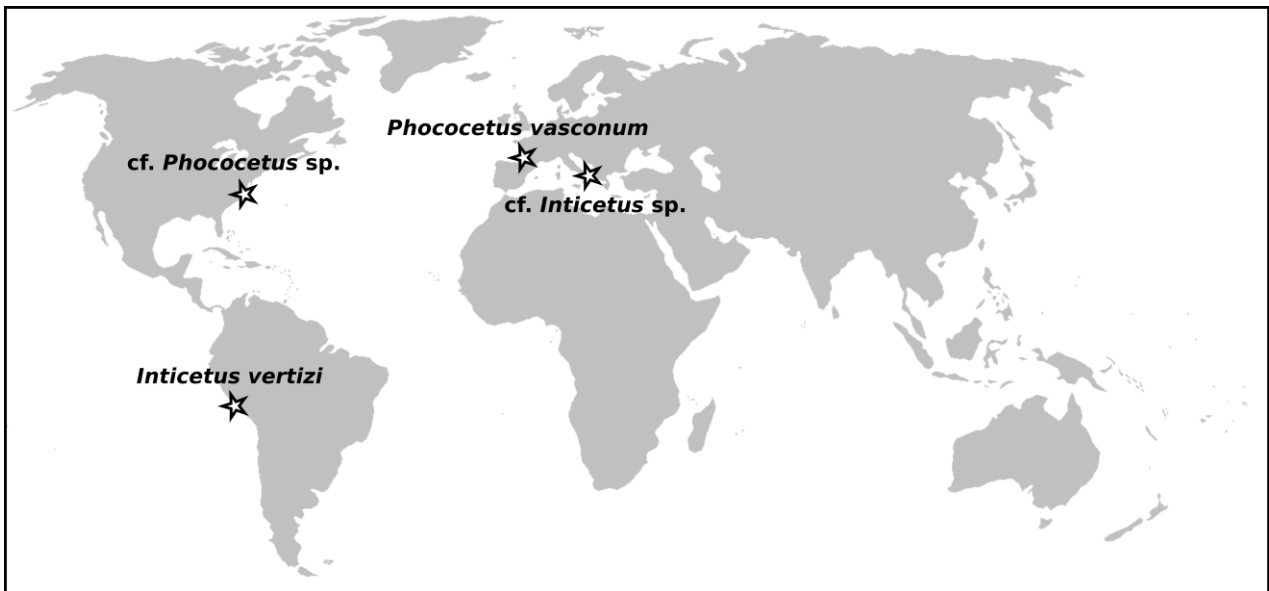 Phococetus vasconum
cf. Phococetus sp.
cf. Inticetus sp.
Inticetus vertizi